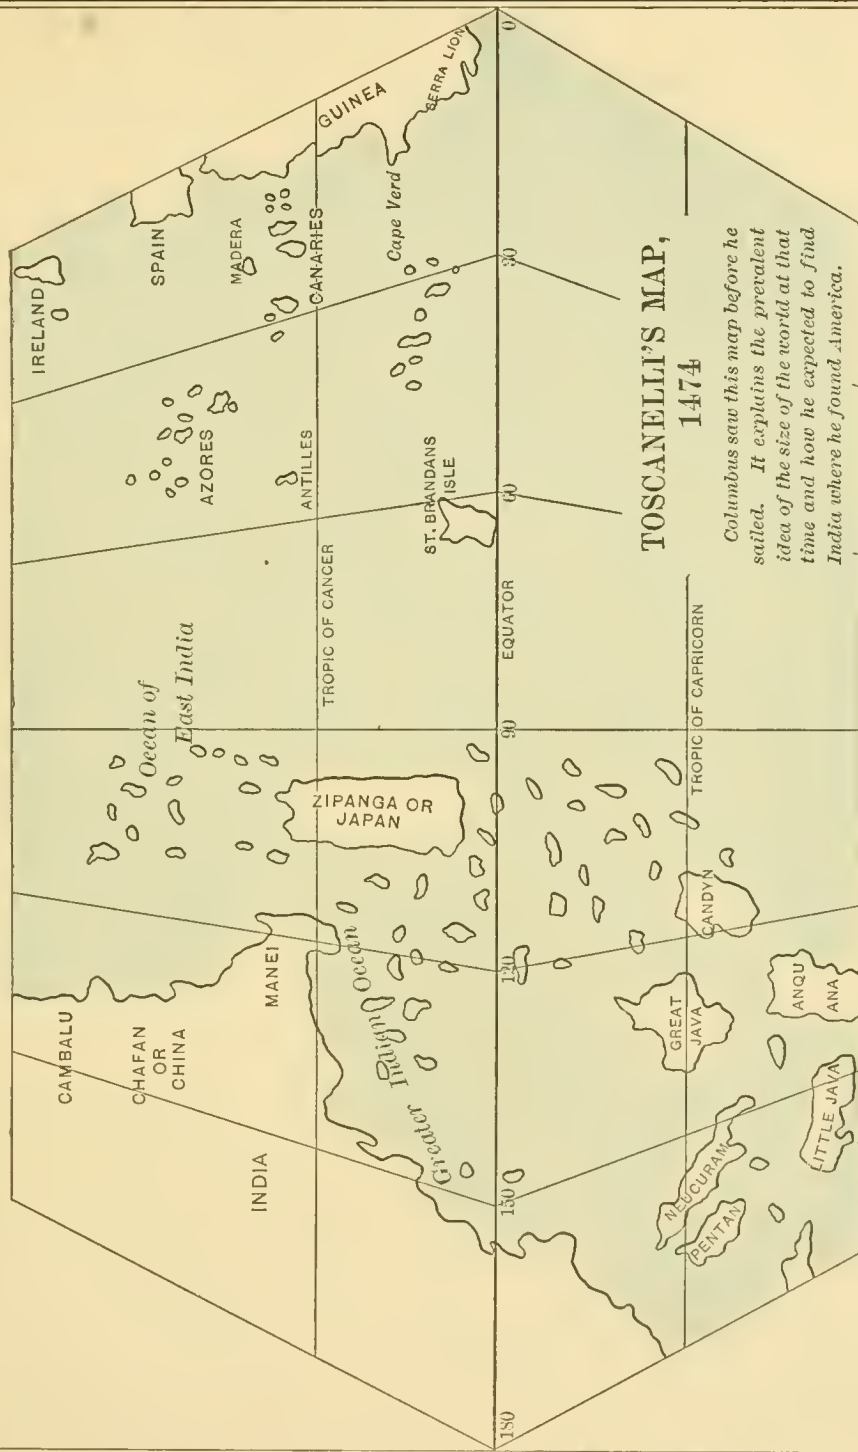 TOSCANELLI'S MAP,
1474
Columbus saw this map before he
sailed. It explains the prevalent
idea of the size of the world at that
time and how he expected to find
India where he found America.
CAMBALU
CHAFAN
OR
CHINA
MANEI
INDIA
Ocean of
East India
ZIPANGA OR
JAPAN
Greater Indign Ocean
IRELAND
SPAIN
AZORES
MADERA
ANTILLES
CANARIES
GUINEA
SERRA LION
Cape Verd
ST. BRANDANS
ISLE
TROPIC OF CANCER
EQUATOR
TROPIC OF CAPRICORN
180
150
120
90
60
30
0
CANDYN
GREAT
JAVA
ANQU
ANA
NEUCURAM
PENTAN
LITTLE JAVA